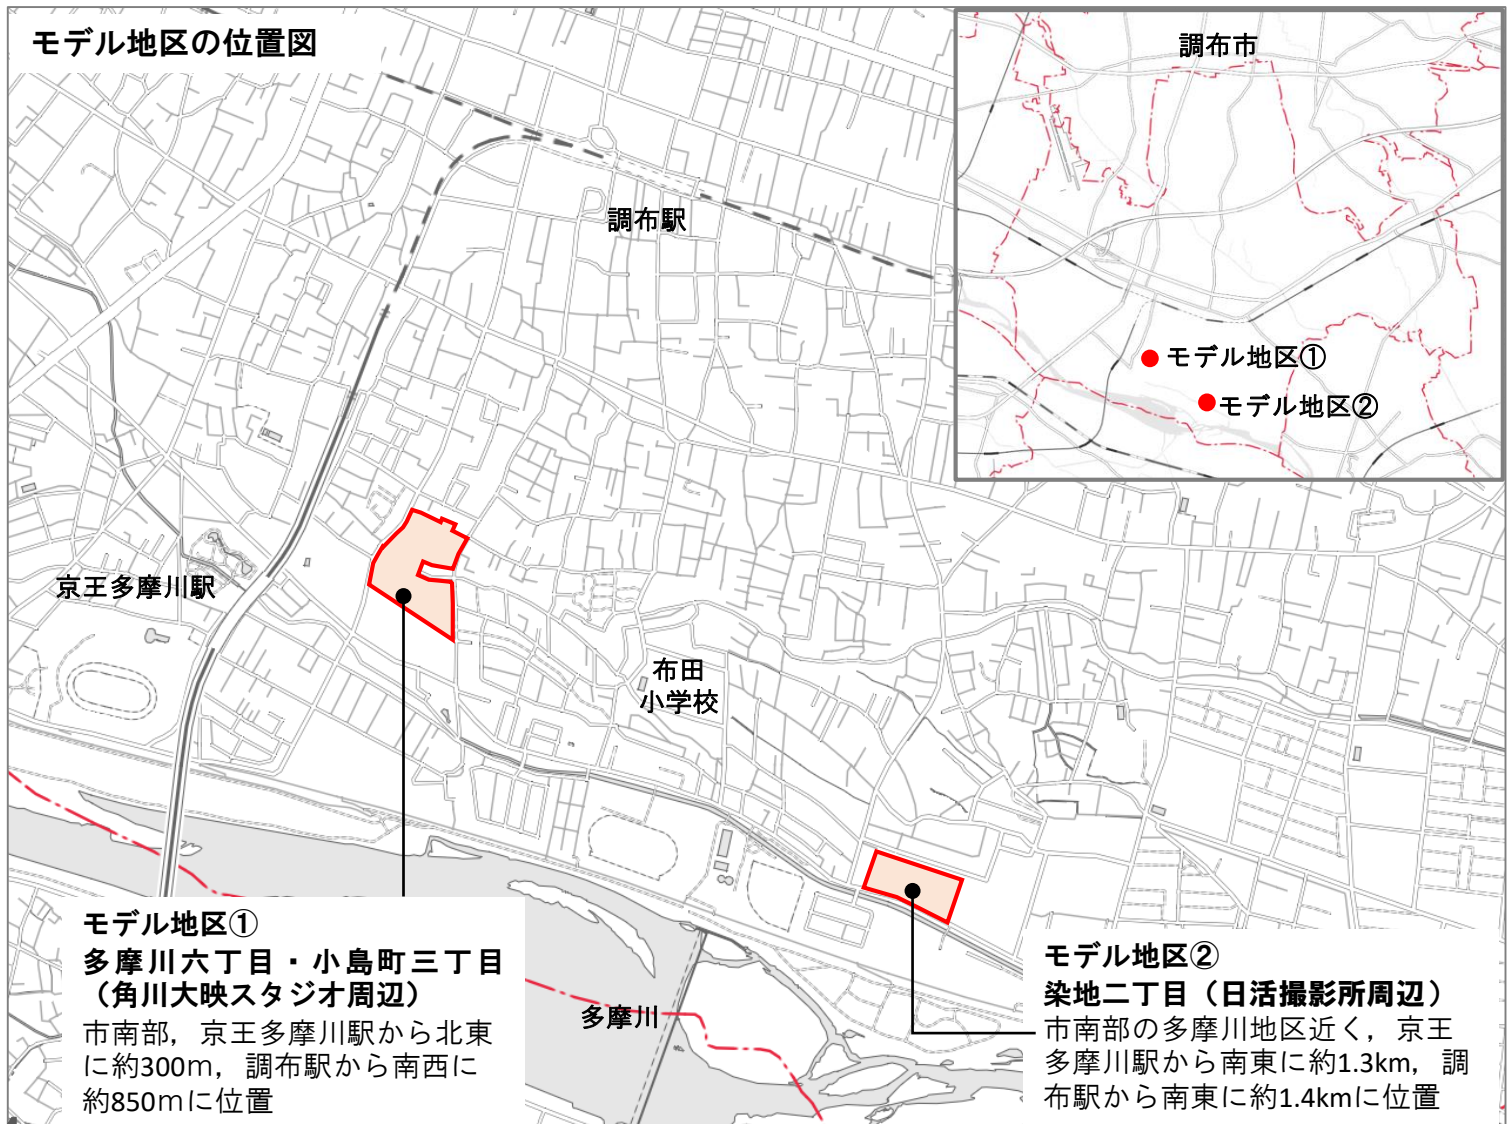 モデル地区の位置図
調布市
モデル地区①
モデル地区②
調布駅
京王多摩川駅
布田
小学校
多摩川
モデル地区①
多摩川六丁目・小島町三丁目
（角川大映スタジオ周辺）
市南部，京王多摩川駅から北東
に約300ｍ，調布駅から南西に
約850ｍに位置
モデル地区②
染地二丁目（日活撮影所周辺）
市南部の多摩川地区近く，京王
多摩川駅から南東に約1.3km，調
布駅から南東に約1.4kmに位置